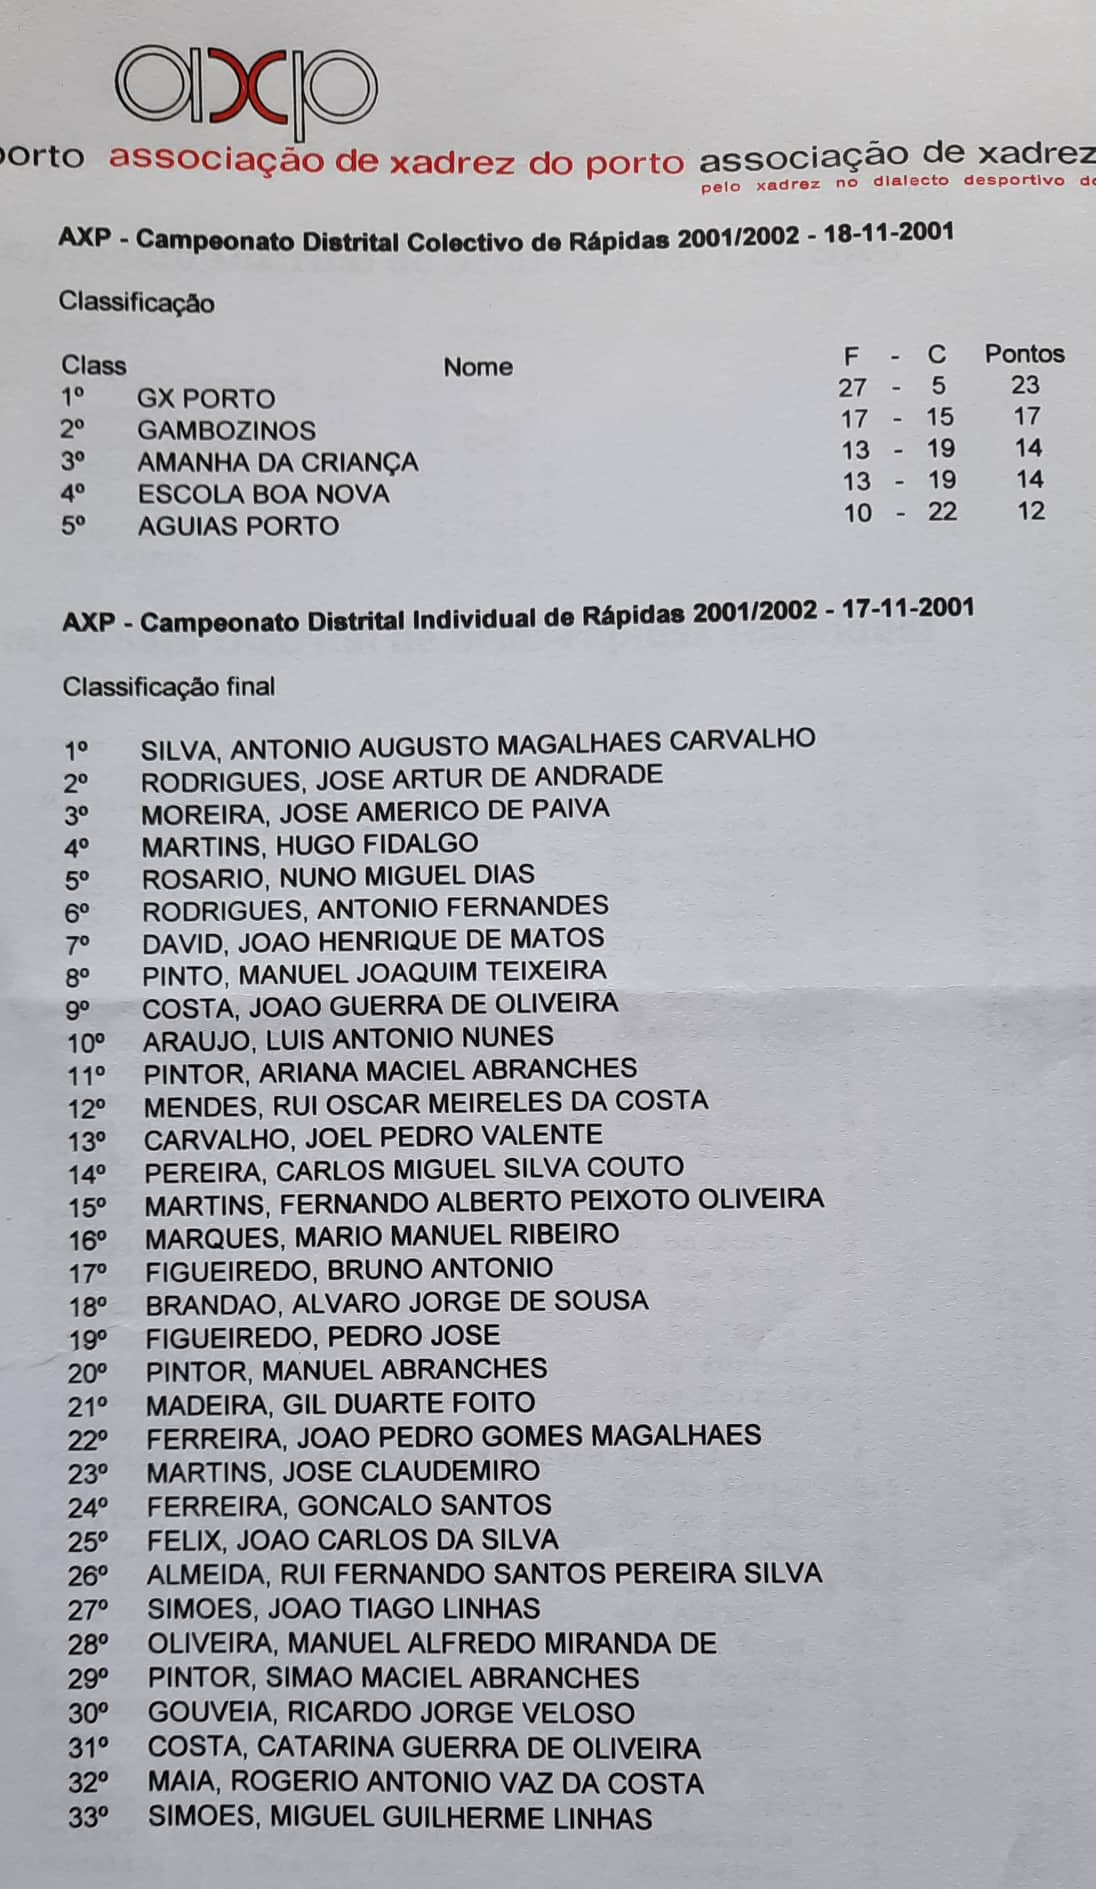 axp
porto associação de xadrez do porto associação de xadrez
pelo xadrez no dialecto desportivo
AXP - Campeonato Distrital Colectivo de Rápidas 2001/2002 - 18-11-2001
Classificação
Class Nome F - C Pontos
1º GX PORTO 27 - 5 23
2º GAMBOZINOS 17 - 15 17
3º AMANHA DA CRIANÇA 13 - 19 14
4º ESCOLA BOA NOVA 13 - 19 14
5º AGUIAS PORTO 10 - 22 12
AXP - Campeonato Distrital Individual de Rápidas 2001/2002 - 17-11-2001
Classificação final
1º SILVA, ANTONIO AUGUSTO MAGALHAES CARVALHO
2º RODRIGUES, JOSE ARTUR DE ANDRADE
3º MOREIRA, JOSE AMERICO DE PAIVA
4º MARTINS, HUGO FIDALGO
5º ROSARIO, NUNO MIGUEL DIAS
6º RODRIGUES, ANTONIO FERNANDES
7º DAVID, JOAO HENRIQUE DE MATOS
8º PINTO, MANUEL JOAQUIM TEIXEIRA
9º COSTA, JOAO GUERRA DE OLIVEIRA
10º ARAUJO, LUIS ANTONIO NUNES
11º PINTOR, ARIANA MACIEL ABRANCHES
12º MENDES, RUI OSCAR MEIRELES DA COSTA
13º CARVALHO, JOEL PEDRO VALENTE
14º PEREIRA, CARLOS MIGUEL SILVA COUTO
15º MARTINS, FERNANDO ALBERTO PEIXOTO OLIVEIRA
16º MARQUES, MARIO MANUEL RIBEIRO
17º FIGUEIREDO, BRUNO ANTONIO
18º BRANDAO, ALVARO JORGE DE SOUSA
19º FIGUEIREDO, PEDRO JOSE
20º PINTOR, MANUEL ABRANCHES
21º MADEIRA, GIL DUARTE FOITO
22º FERREIRA, JOAO PEDRO GOMES MAGALHAES
23º MARTINS, JOSE CLAUDEMIRO
24º FERREIRA, GONCALO SANTOS
25º FELIX, JOAO CARLOS DA SILVA
26º ALMEIDA, RUI FERNANDO SANTOS PEREIRA SILVA
27º SIMOES, JOAO TIAGO LINHAS
28º OLIVEIRA, MANUEL ALFREDO MIRANDA DE
29º PINTOR, SIMAO MACIEL ABRANCHES
30º GOUVEIA, RICARDO JORGE VELOSO
31º COSTA, CATARINA GUERRA DE OLIVEIRA
32º MAIA, ROGERIO ANTONIO VAZ DA COSTA
33º SIMOES, MIGUEL GUILHERME LINHAS